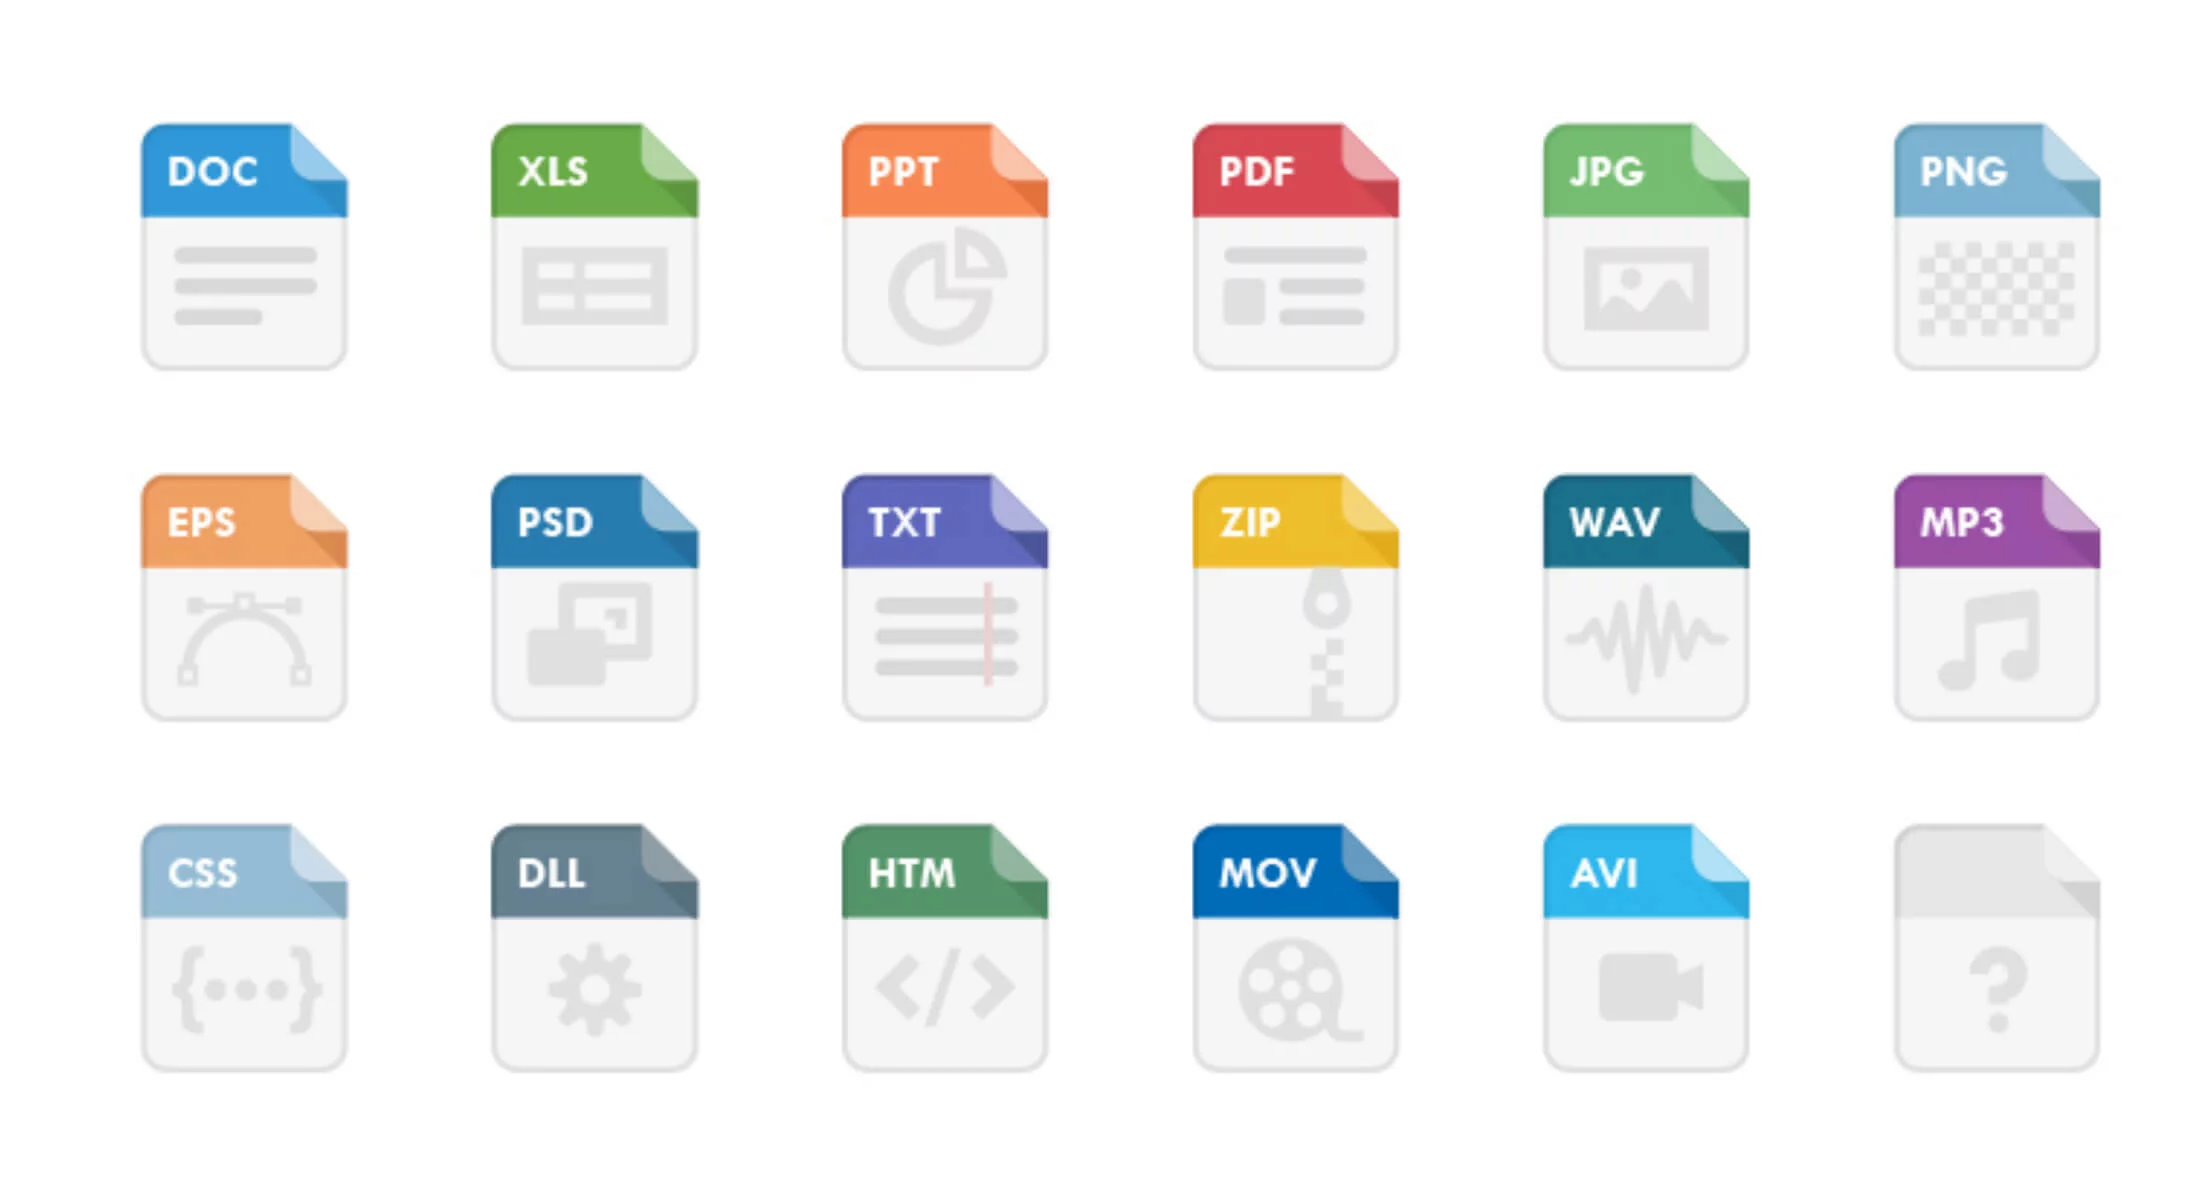 DOC XLS PPT PDF JPG PNG
EPS PSD TXT ZIP WAV MP3
CSS DLL HTM MOV AVI
?